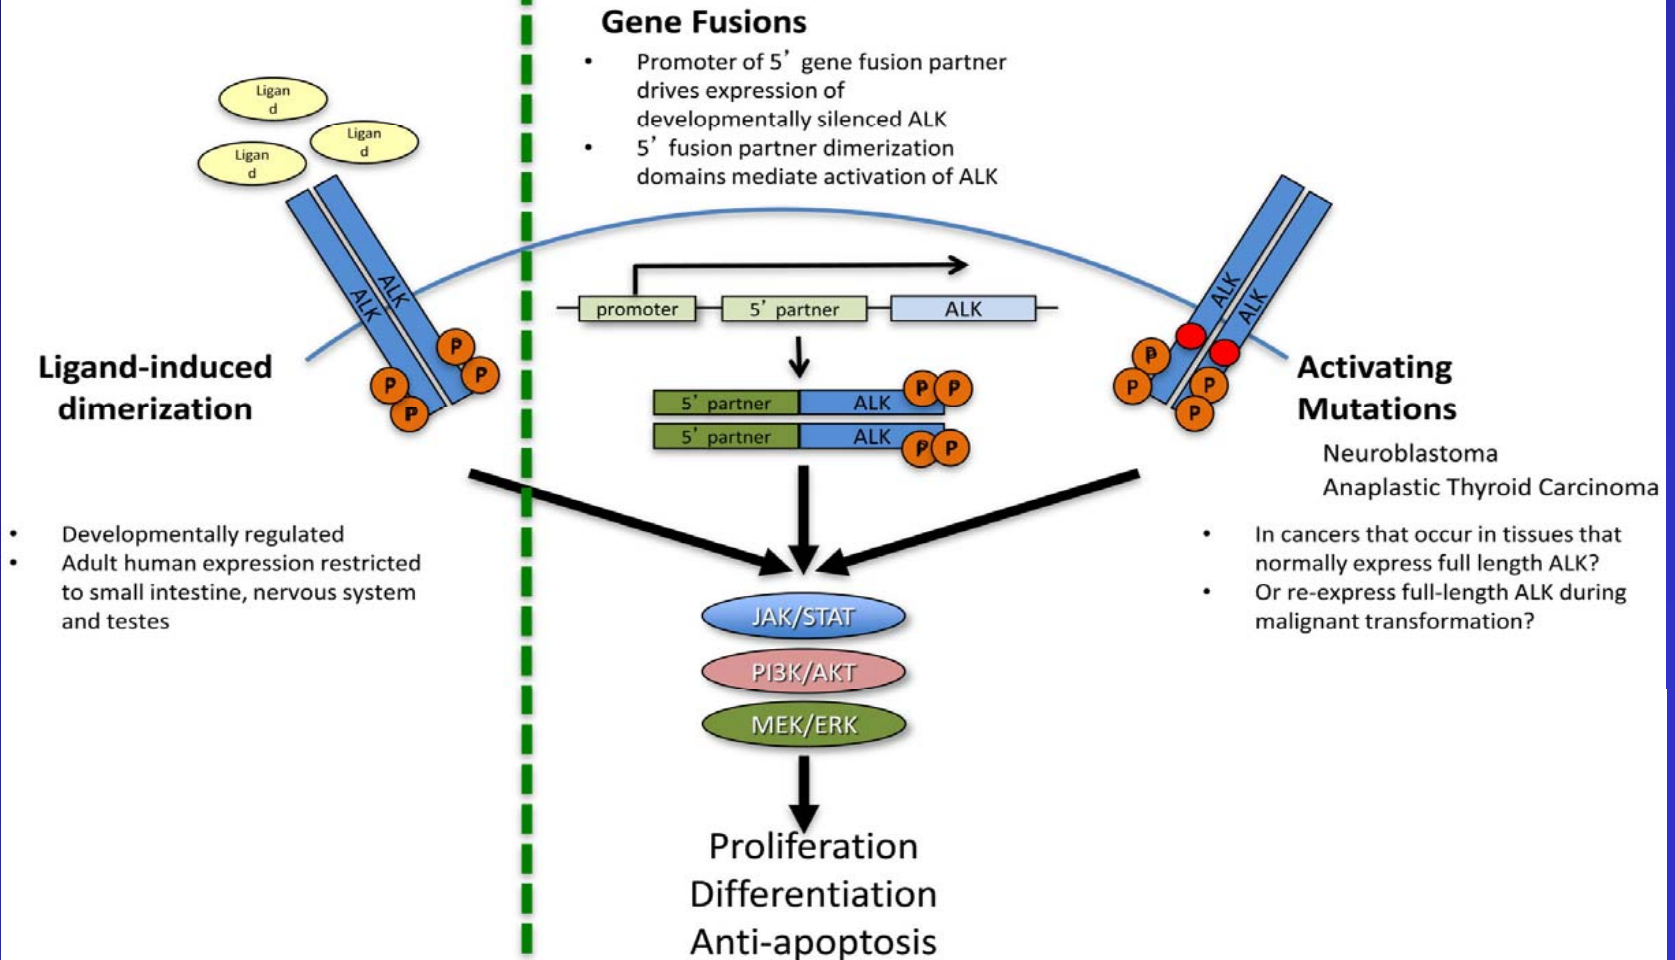 Gene Fusions
• Promoter of 5’ gene fusion partner
drives expression of
developmentally silenced ALK
• 5’ fusion partner dimerization
domains mediate activation of ALK
Ligan
d
Ligan
d
Ligan
d
ALK
ALK
P
P
P
P
Ligand-induced
dimerization
• Developmentally regulated
• Adult human expression restricted
to small intestine, nervous system
and testes
promoter
5’ partner
ALK
5’ partner
ALK
P
P
5’ partner
ALK
P
P
ALK
ALK
P
P
P
P
Activating
Mutations
Neuroblastoma
Anaplastic Thyroid Carcinoma
• In cancers that occur in tissues that
normally express full length ALK?
• Or re-express full-length ALK during
malignant transformation?
JAK/STAT
PI3K/AKT
MEK/ERK
Proliferation
Differentiation
Anti-apoptosis